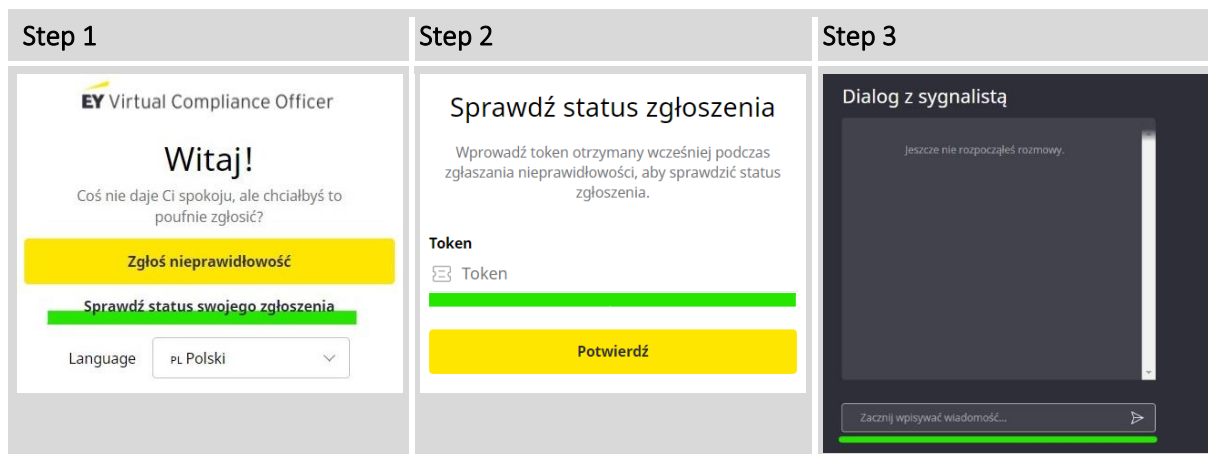 Step 1
EY Virtual Compliance Officer
Witaj!
Coś nie daje Ci spokoju, ale chciałbyś to
poufnie zgłosić?
Zgłoś nieprawidłowość
Sprawdź status swojego zgłoszenia
Language PL Polski
Step 2
Sprawdź status zgłoszenia
Wprowadź token otrzymany wcześniej podczas
zgłaszania nieprawidłowości, aby sprawdzić status
zgłoszenia.
Token
Token
Potwierdź
Step 3
Dialog z sygnalistą
Jeszcze nie rozpocząłeś rozmowy.
Zacznij wpisywać wiadomość...